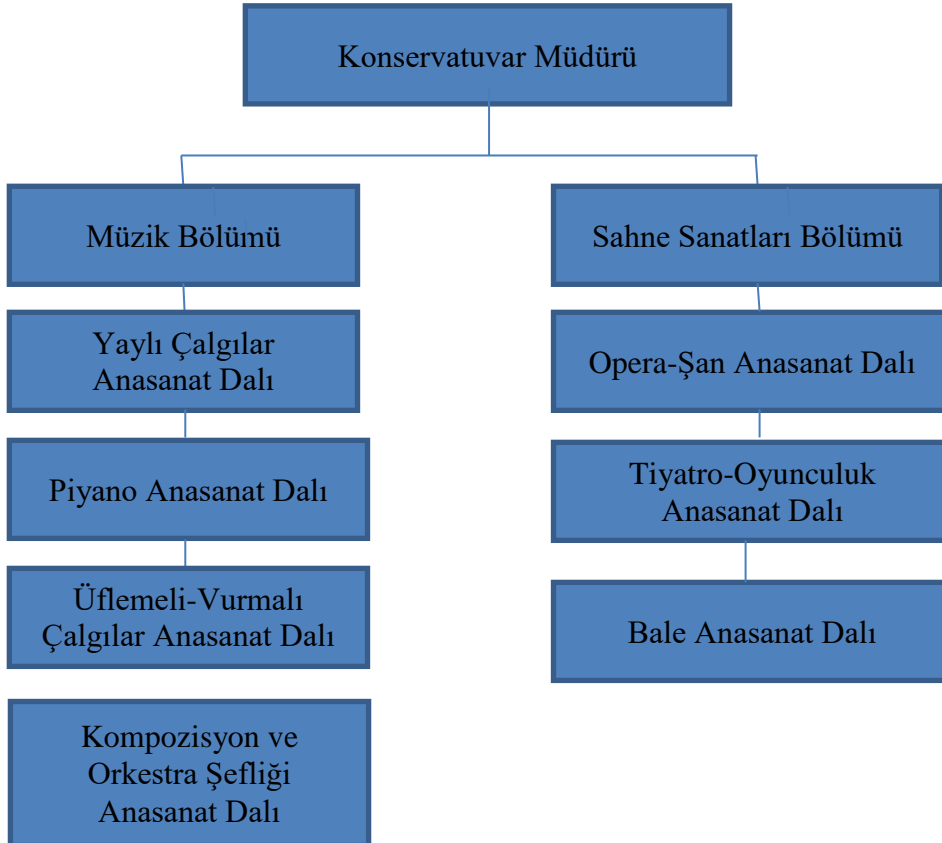 Konservatuvar Müdürü
Müzik Bölümü
Yaylı Çalgılar
Anasanat Dalı
Piyano Anasanat Dalı
Üflemeli-Vurmalı
Çalgılar Anasanat Dalı
Kompozisyon ve
Orkestra Şefliği
Anasanat Dalı
Sahne Sanatları Bölümü
Opera-Şan Anasanat Dalı
Tiyatro-Oyunculuk
Anasanat Dalı
Bale Anasanat Dalı